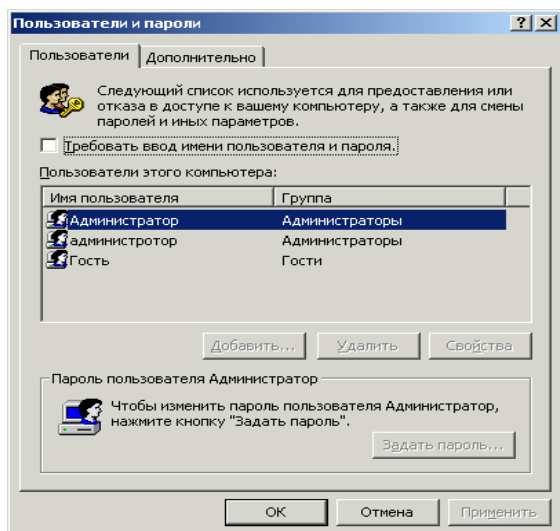 Пользователи и пароли
Пользователи Дополнительно
Следующий список используется для предоставления или
отказа в доступе к вашему компьютеру, а также для смены
паролей и иных параметров.
Требовать ввод имени пользователя и пароля.
Пользователи этого компьютера:
Имя пользователя Группа
Администратор Администраторы
администротор Администраторы
Гость Гости
Добавить... Удалить Свойства
Пароль пользователя Администратор
Чтобы изменить пароль пользователя Администратор,
нажмите кнопку "Задать пароль".
Задать пароль...
ОК Отмена Применить